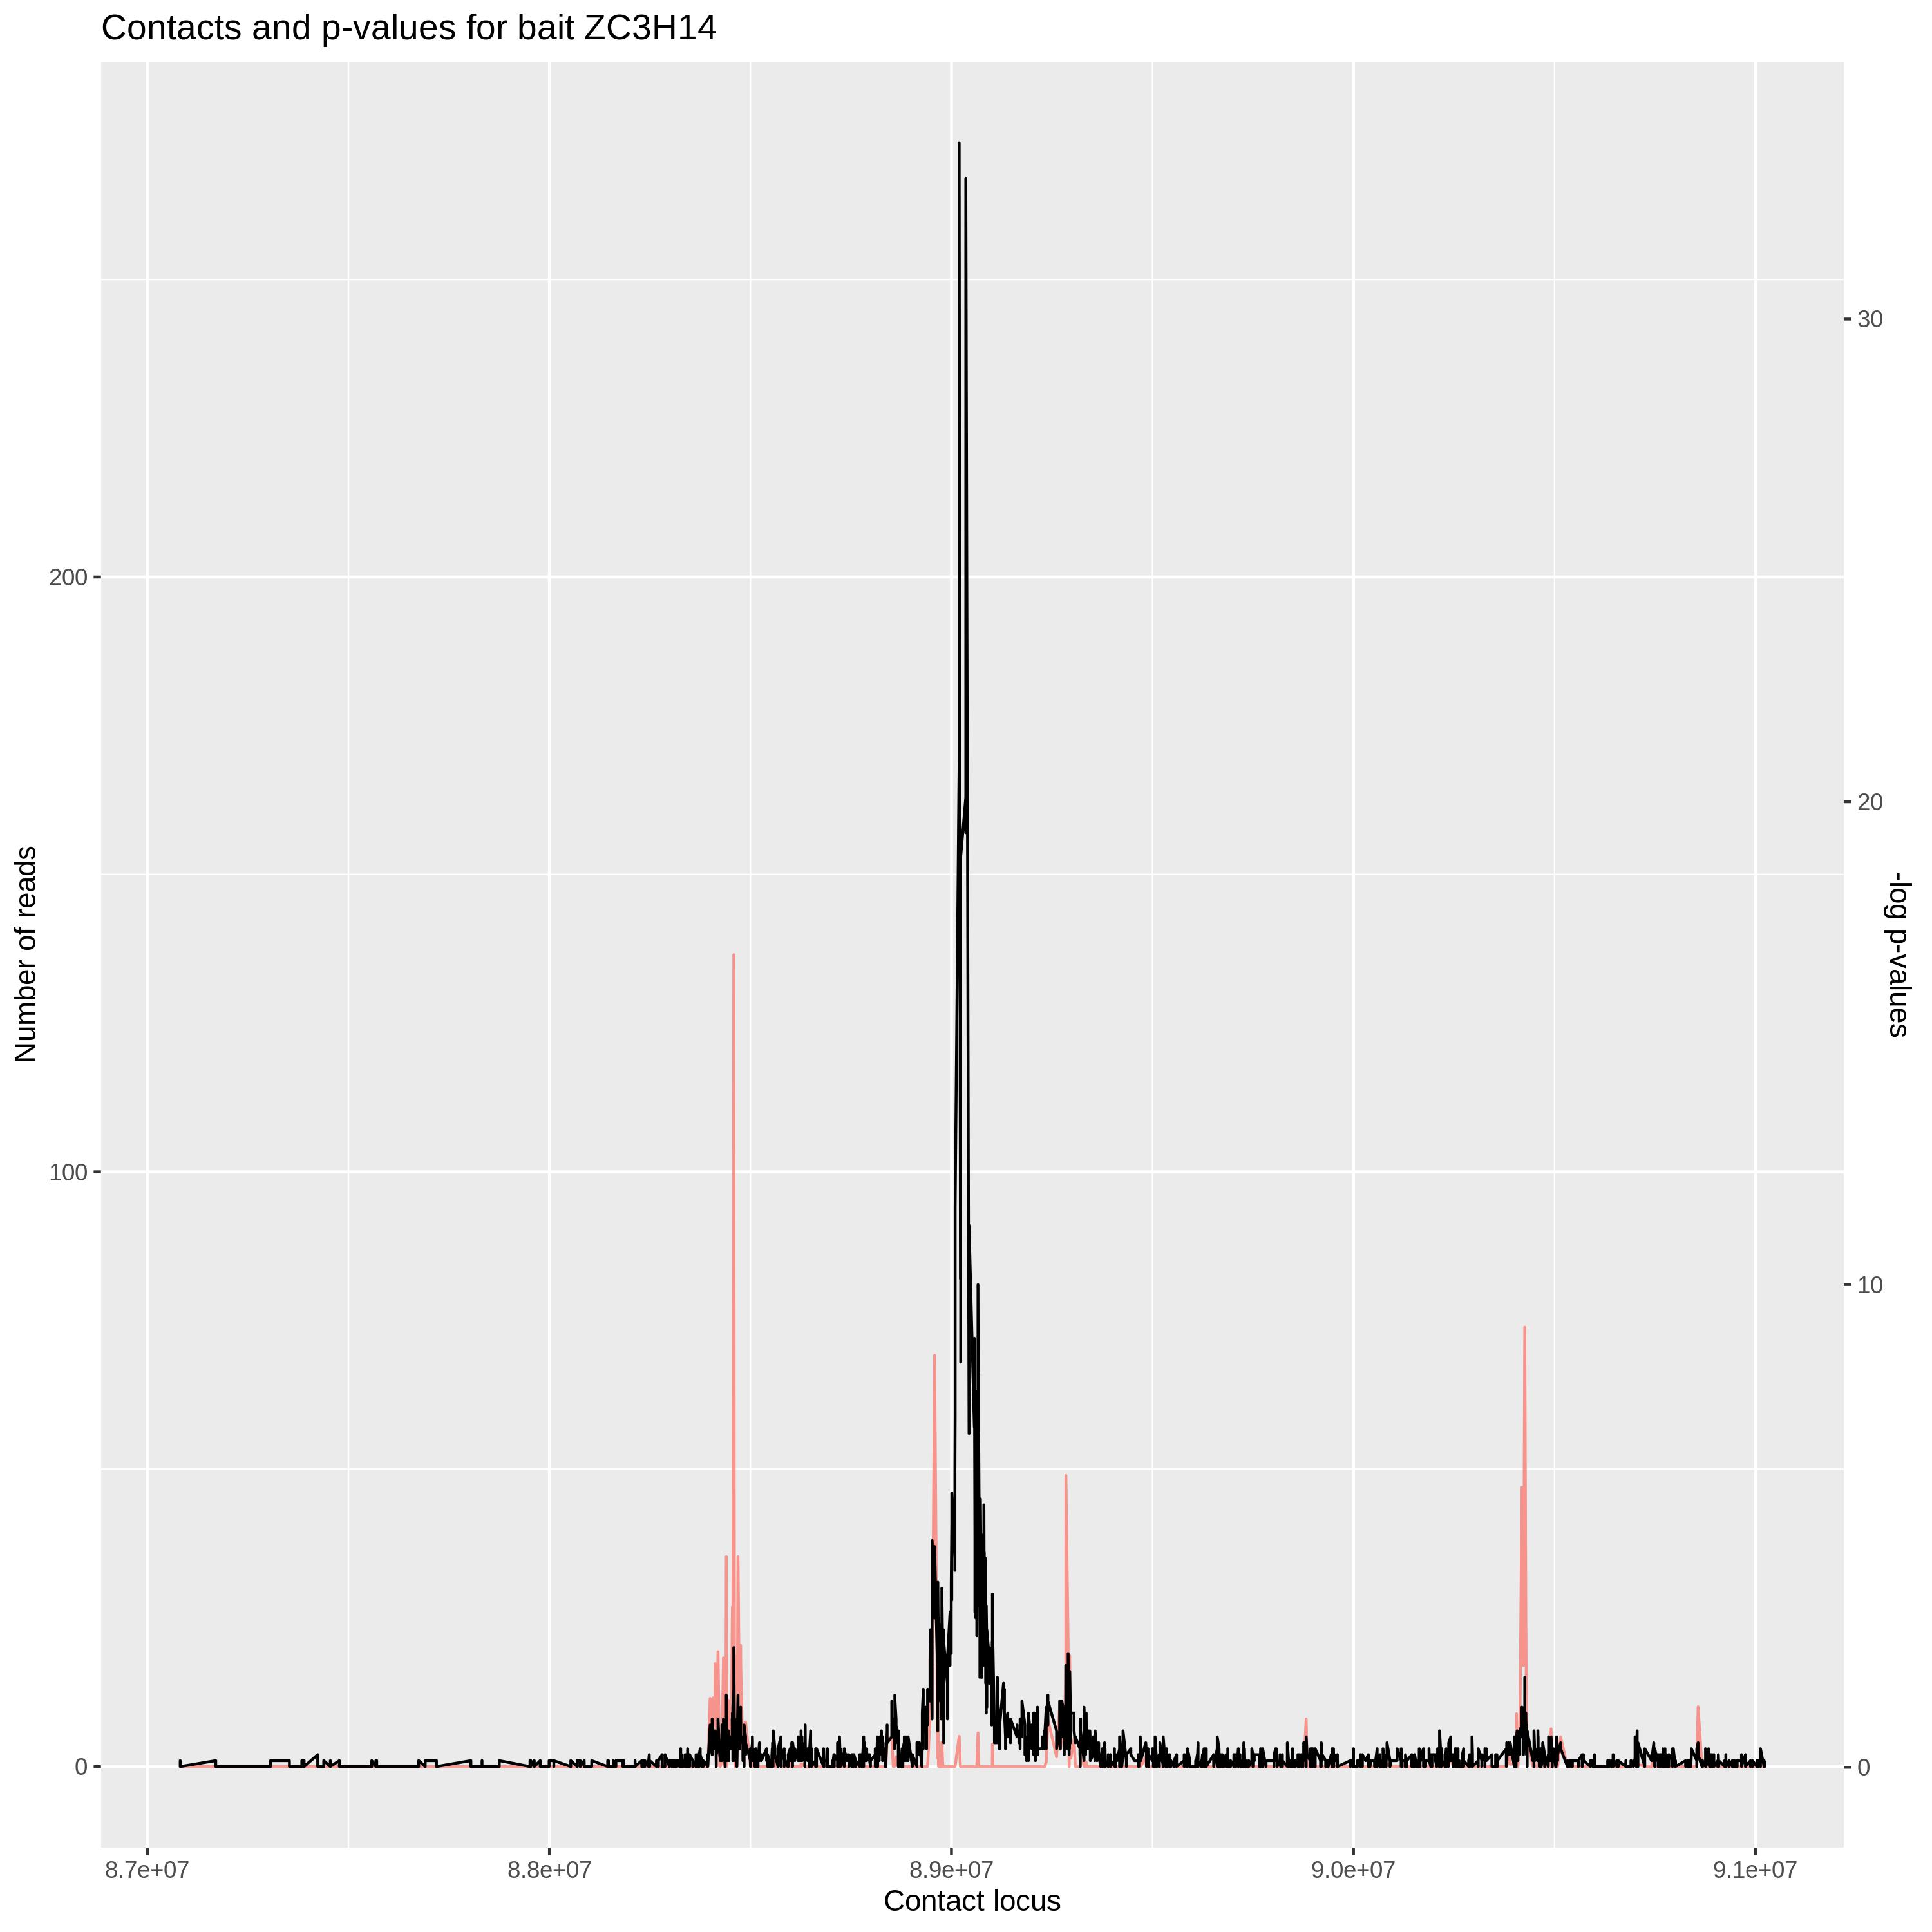 Contacts and p-values for bait ZC3H14
Number of reads
200
100
0
30
20
10
0
-log p-values
8.7e+07 8.8e+07 8.9e+07 9.0e+07 9.1e+07
Contact locus